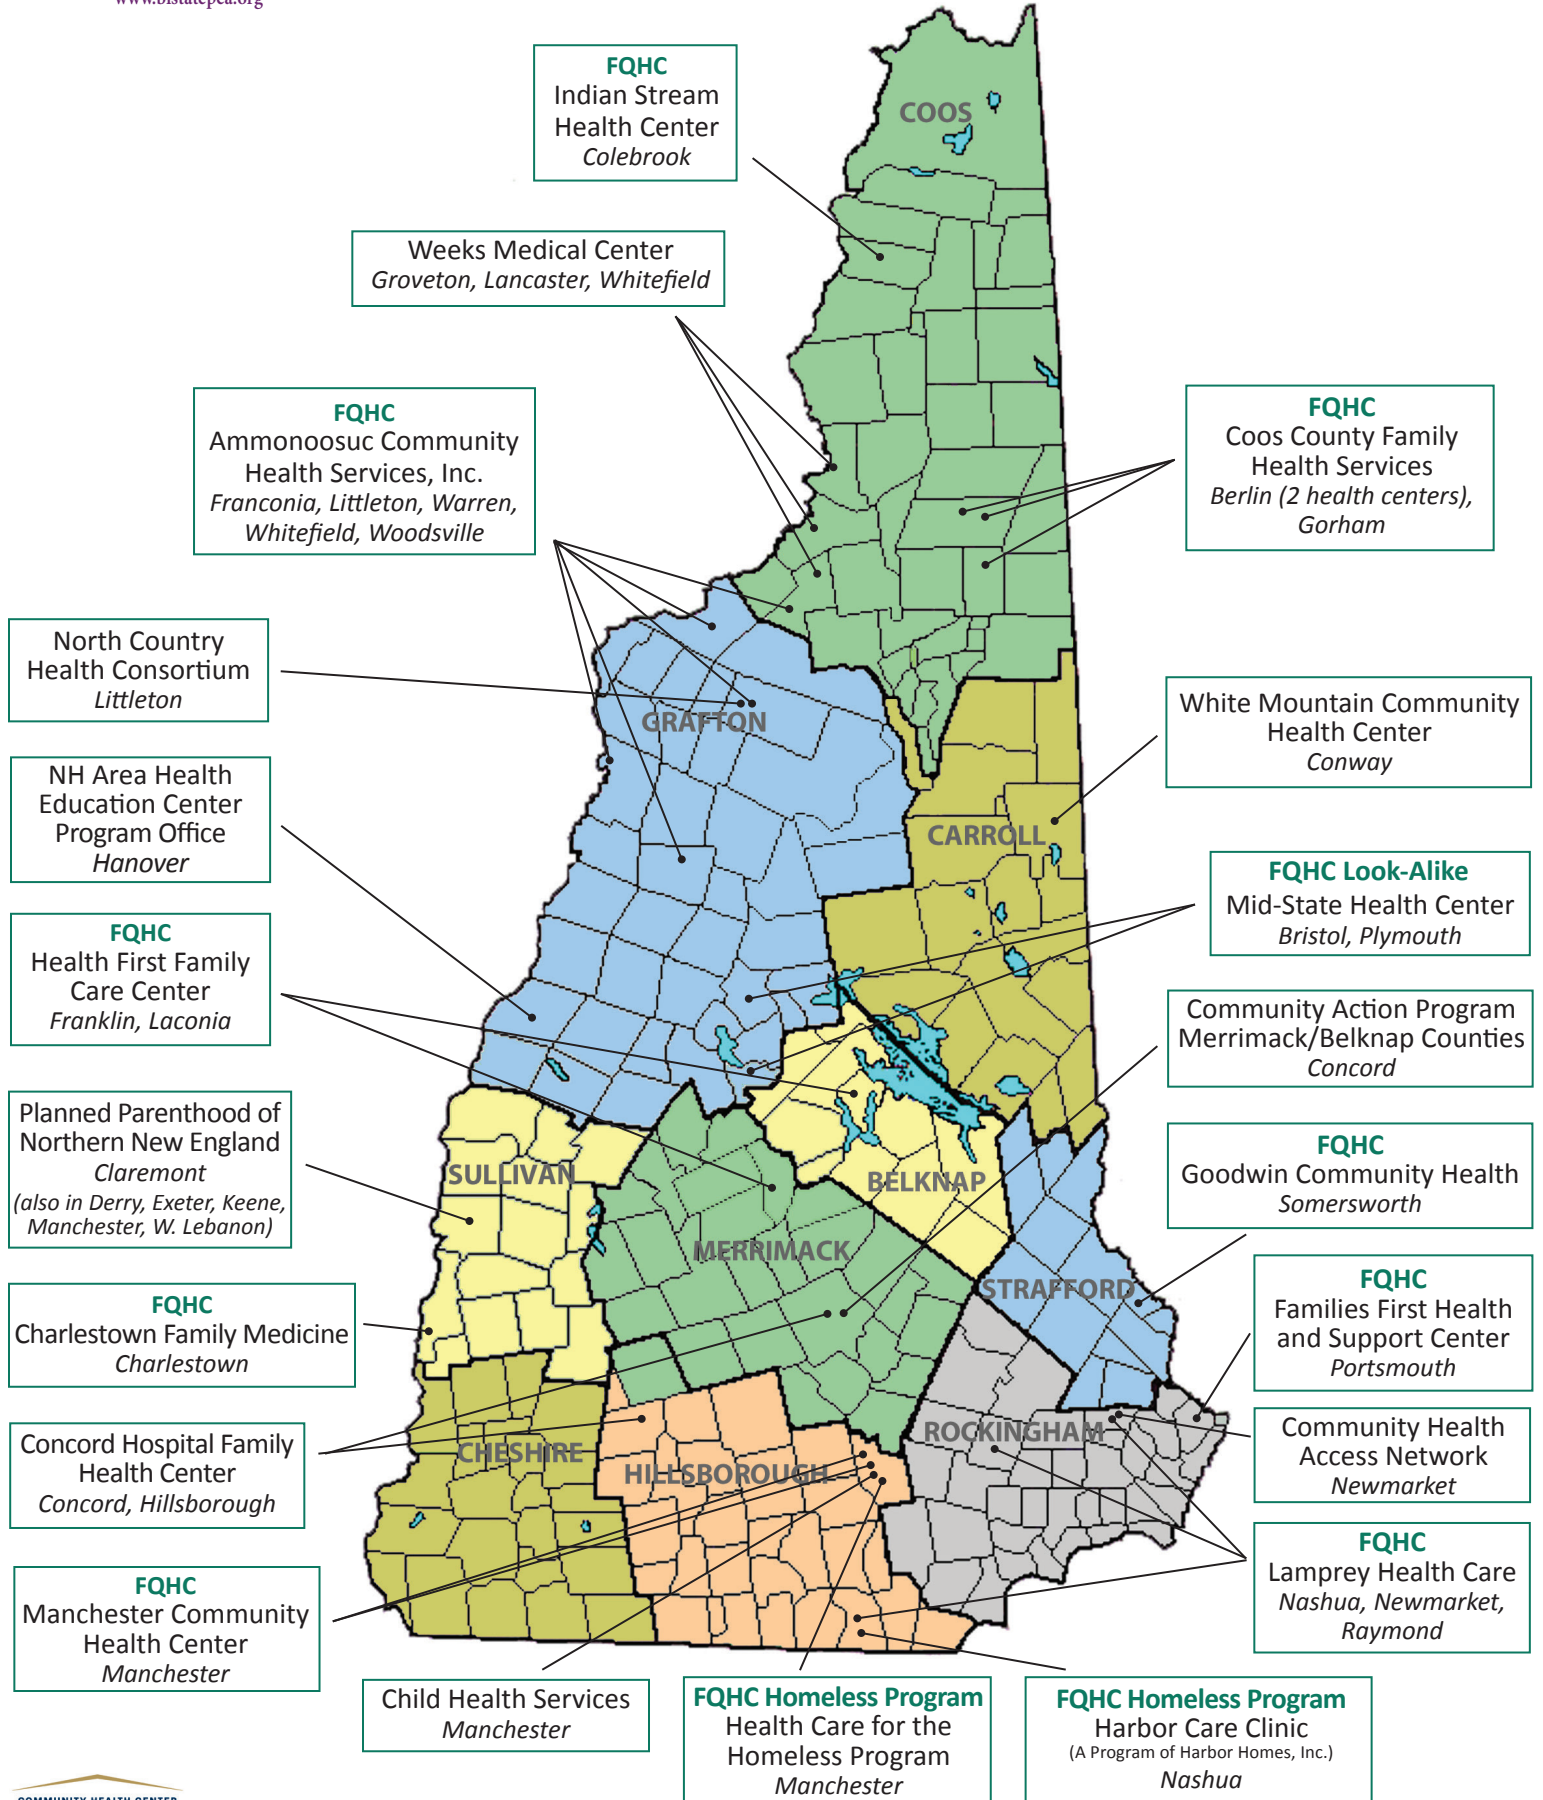 www.bistatepca.org
FQHC
Indian Stream
Health Center
Colebrook
COOS
Weeks Medical Center
Groveton, Lancaster, Whitefield
FQHC
Ammonoosuc Community
Health Services, Inc.
Franconia, Littleton, Warren,
Whitefield, Woodsville
FQHC
Coos County Family
Health Services
Berlin (2 health centers),
Gorham
North Country
Health Consortium
Littleton
GRAFTON
White Mountain Community
Health Center
Conway
NH Area Health
Education Center
Program Office
Hanover
CARROLL
FQHC Look-Alike
Mid-State Health Center
Bristol, Plymouth
FQHC
Health First Family
Care Center
Franklin, Laconia
Community Action Program
Merrimack/Belknap Counties
Concord
Planned Parenthood of
Northern New England
Claremont
(also in Derry, Exeter, Keene,
Manchester, W. Lebanon)
SULLIVAN
BELKNAP
FQHC
Goodwin Community Health
Somersworth
MERRIMACK
STRAFFORD
FQHC
Charlestown Family Medicine
Charlestown
FQHC
Families First Health
and Support Center
Portsmouth
Concord Hospital Family
Health Center
Concord, Hillsborough
CHESHIRE
HILLSBOROUGH
ROCKINGHAM
Community Health
Access Network
Newmarket
FQHC
Manchester Community
Health Center
Manchester
FQHC
Lamprey Health Care
Nashua, Newmarket,
Raymond
Child Health Services
Manchester
FQHC Homeless Program
Health Care for the
Homeless Program
Manchester
FQHC Homeless Program
Harbor Care Clinic
(A Program of Harbor Homes, Inc.)
Nashua
COMMUNITY HEALTH CENTER